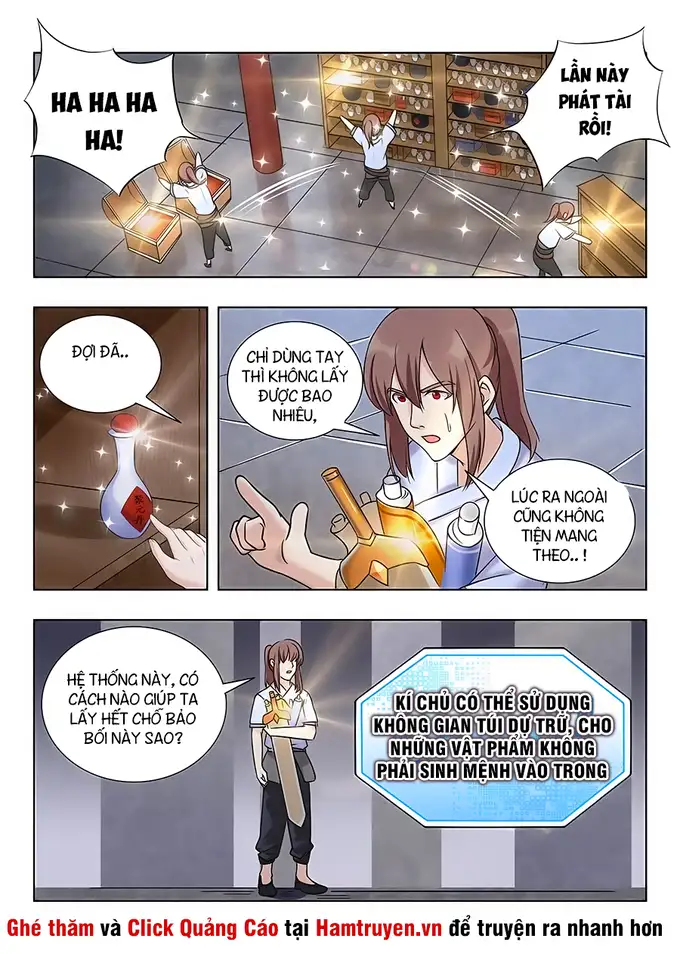 HA HA HA
HA!
LẦN NÀY
PHÁT TÀI
RỒI!
ĐỢI ĐÃ..
CHỈ DÙNG TAY
THÌ KHÔNG LẤY
ĐƯỢC BAO
NHIÊU,
LÚC RA NGOÀI
CŨNG KHÔNG
TIỆN MANG
THEO.. !
HỆ THỐNG NÀY, CÓ
CÁCH NÀO GIÚP TA
LẤY HẾT CHỖ BẢO
BỐI NÀY SAO?
KÍ CHỦ CÓ THỂ SỬ DỤNG
KHÔNG GIAN TÚI DỰ TRỮ, CHO
NHỮNG VẬT PHẨM KHÔNG
PHẢI SINH MỆNH VÀO TRONG
Ghé thăm và Click Quảng Cáo tại Hamtruyen.vn để truyện ra nhanh hơn